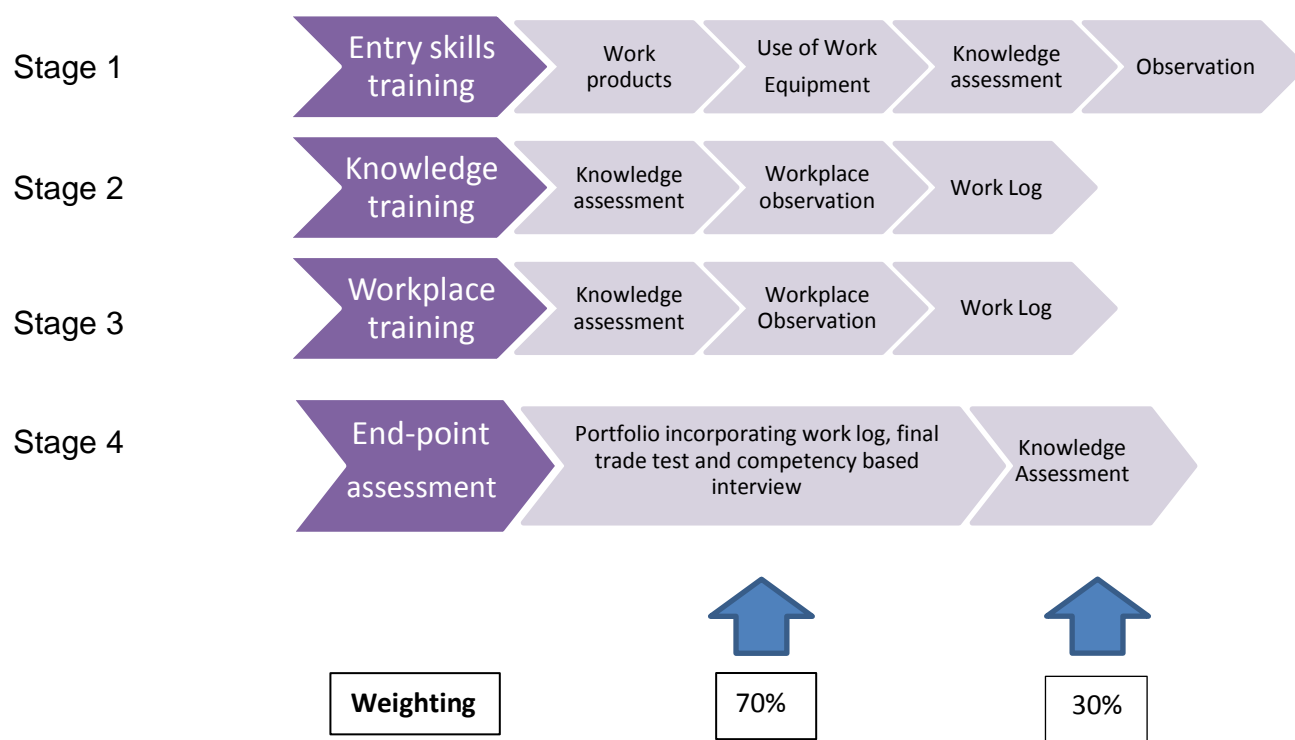 Stage 1
Entry skills
training
Work
products
Use of Work
Equipment
Knowledge
assessment
Observation
Stage 2
Knowledge
training
Knowledge
assessment
Workplace
observation
Work Log
Stage 3
Workplace
training
Knowledge
assessment
Workplace
Observation
Work Log
Stage 4
End-point
assessment
Portfolio incorporating work log, final
trade test and competency based
interview
Knowledge
Assessment
Weighting
70%
30%